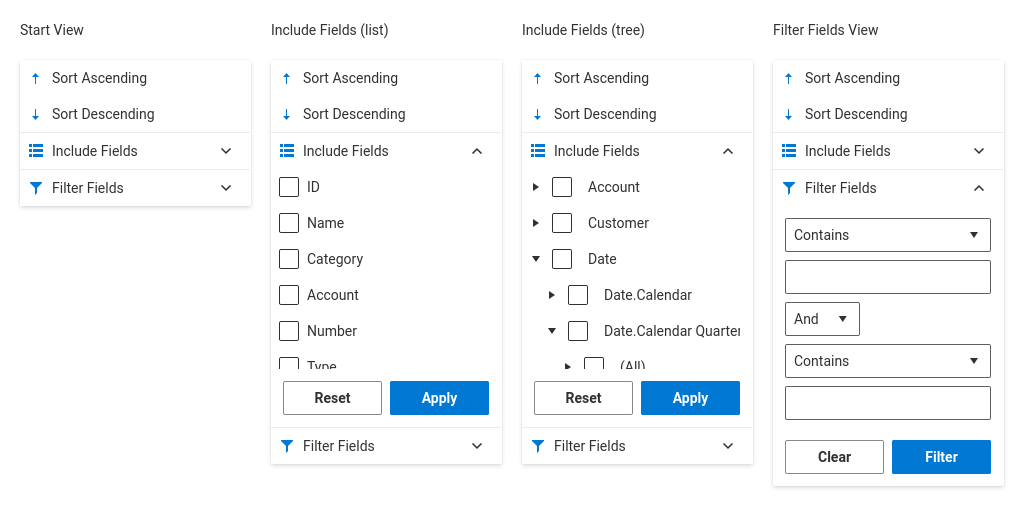 Start View
Sort Ascending
Sort Descending
Include Fields
Filter Fields
Include Fields (list)
Sort Ascending
Sort Descending
Include Fields
ID
Name
Category
Account
Number
Type
Reset Apply
Filter Fields
Include Fields (tree)
Sort Ascending
Sort Descending
Include Fields
Account
Customer
Date
Date.Calendar
Date.Calendar Quarter
(All)
Reset Apply
Filter Fields
Filter Fields View
Sort Ascending
Sort Descending
Include Fields
Filter Fields
Contains
And
Contains
Clear Filter